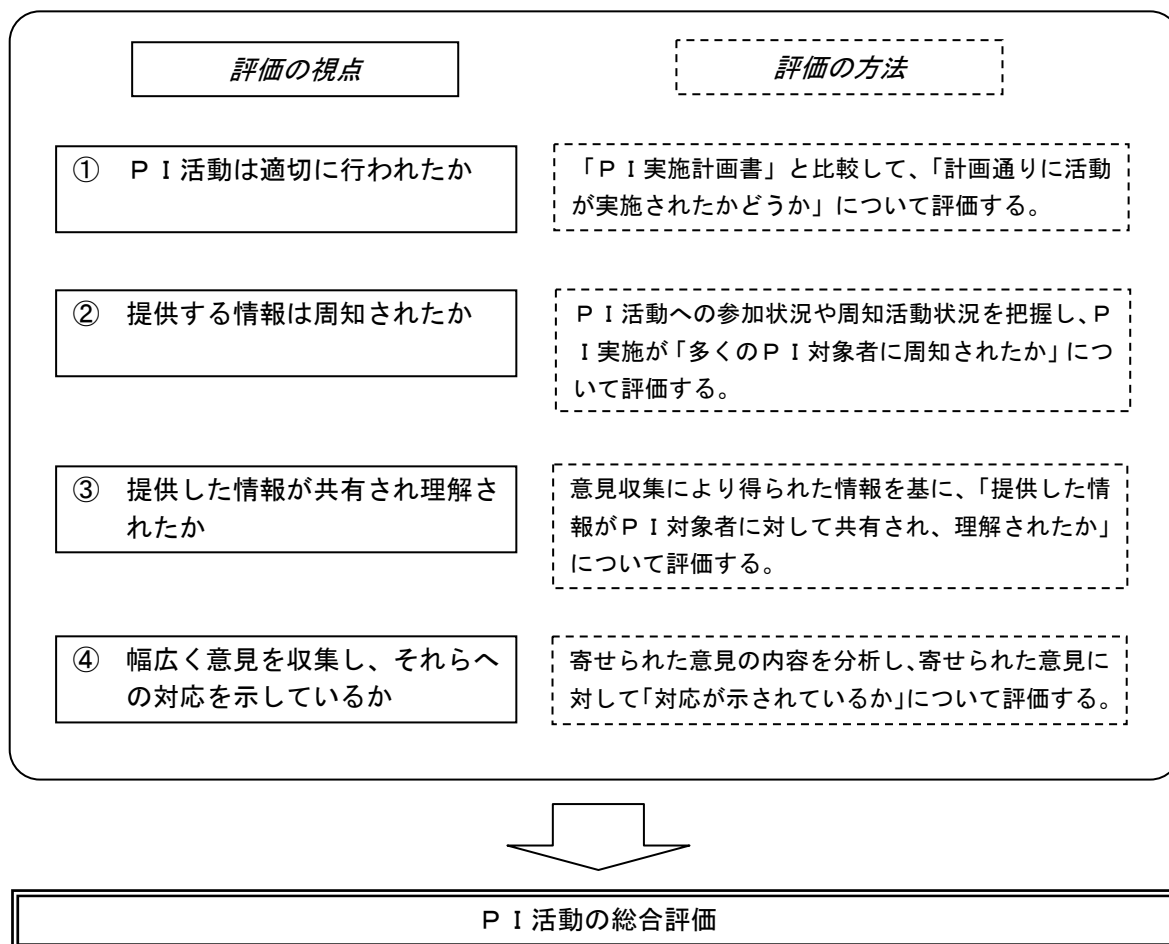 評価の視点
評価の方法
① ＰＩ活動は適切に行われたか
「ＰＩ実施計画書」と比較して、「計画通りに活動
が実施されたかどうか」について評価する。
② 提供する情報は周知されたか
ＰＩ活動への参加状況や周知活動状況を把握し、Ｐ
Ｉ実施が「多くのＰＩ対象者に周知されたか」につ
いて評価する。
③ 提供した情報が共有され理解さ
れたか
意見収集により得られた情報を基に、「提供した情
報がＰＩ対象者に対して共有され、理解されたか」
について評価する。
④ 幅広く意見を収集し、それらへ
の対応を示しているか
寄せられた意見の内容を分析し、寄せられた意見に
対して「対応が示されているか」について評価する。
ＰＩ活動の総合評価